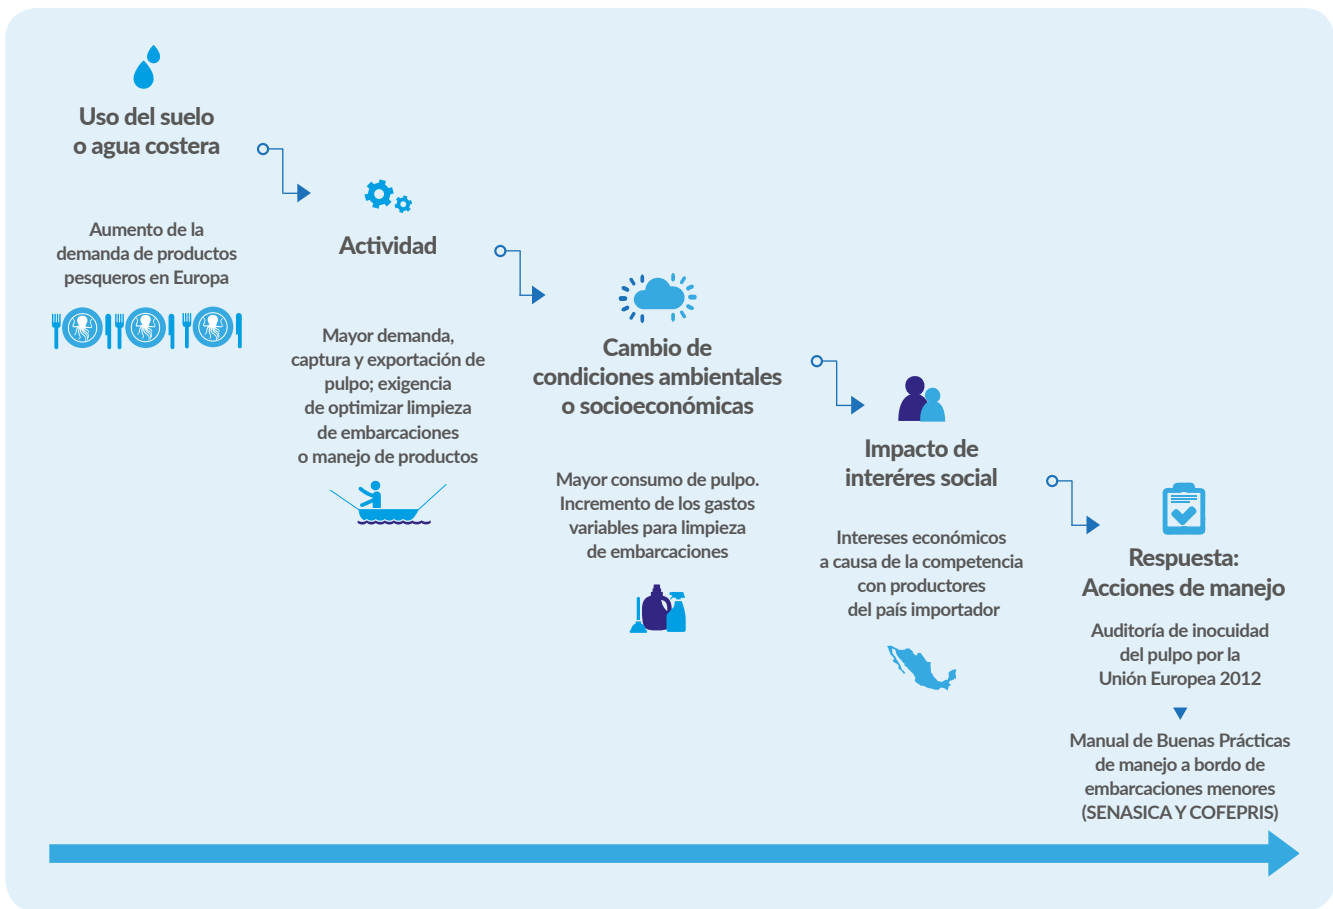 Uso del suelo
o agua costera
Aumento de la
demanda de productos
pesqueros en Europa
Actividad
Mayor demanda,
captura y exportación de
pulpo; exigencia
de optimizar limpieza
de embarcaciones
o manejo de productos
Cambio de
condiciones ambientales
o socioeconómicas
Mayor consumo de pulpo.
Incremento de los gastos
variables para limpieza
de embarcaciones
Impacto de
interéres social
Intereses económicos
a causa de la competencia
con productores
del país importador
Respuesta:
Acciones de manejo
Auditoría de inocuidad
del pulpo por la
Unión Europea 2012
Manual de Buenas Prácticas
de manejo a bordo de
embarcaciones menores
(SENASICA Y COFEPRIS)